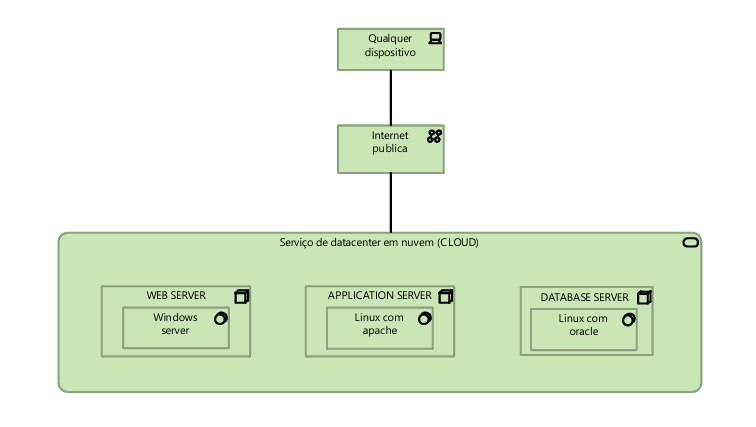 Qualquer
dispositivo
Internet
publica
Serviço de datacenter em nuvem (CLOUD)
WEB SERVER
Windows
server
APPLICATION SERVER
Linux com
apache
DATABASE SERVER
Linux com
oracle